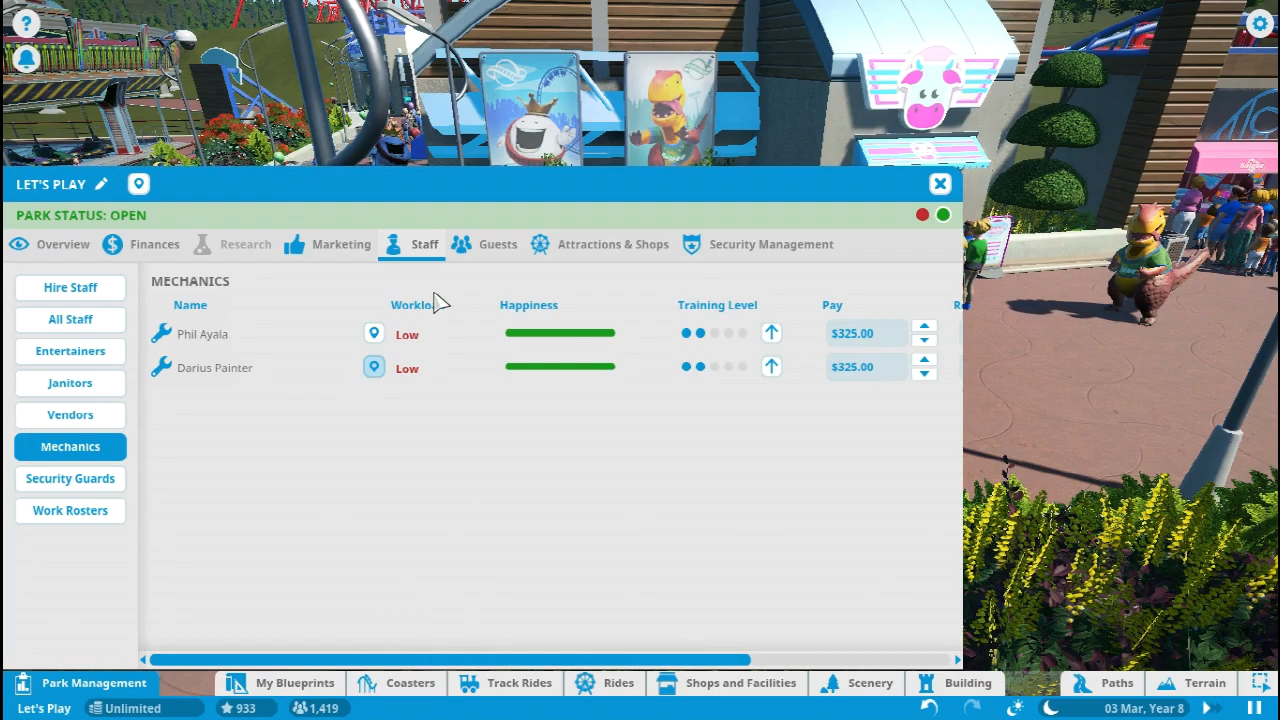 LET'S PLAY
PARK STATUS: OPEN
Overview Finances Research Marketing Staff Guests Attractions & Shops Security Management
Hire Staff
All Staff
Entertainers
Janitors
Vendors
Mechanics
Security Guards
Work Rosters
MECHANICS
Name Happiness Training Level Pay
Phil Ayala Low $325.00
Darius Painter Low $325.00
Park Management My Blueprints Coasters Track Rides Rides Shops and Facilities Scenery Building Paths Terrain
Let's Play Unlimited 933 1,419 03 Mar, Year 8